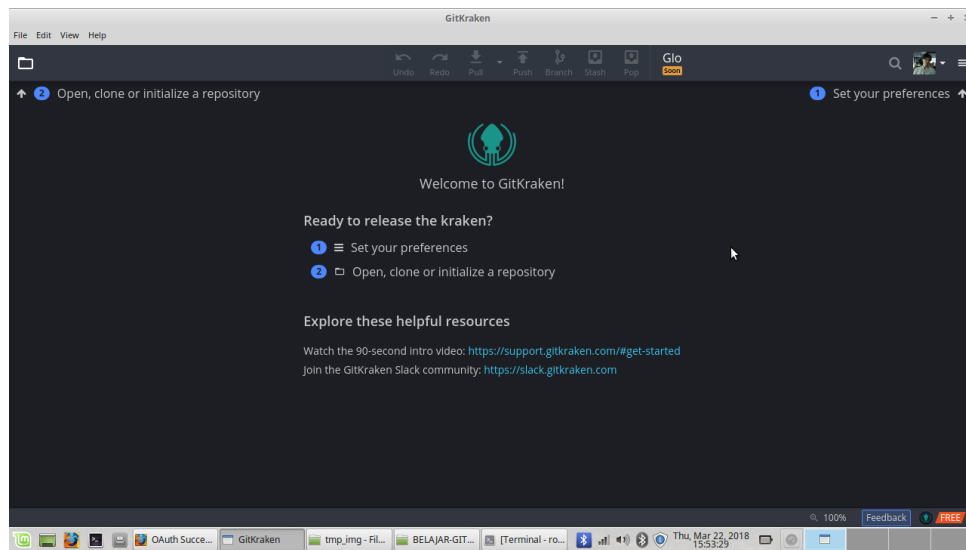 GitKraken
File Edit View Help
Undo Redo Pull Push Branch Stash Pop
Glo
Soon
2 Open, clone or initialize a repository
1 Set your preferences
Welcome to GitKraken!
Ready to release the kraken?
1 Set your preferences
2 Open, clone or initialize a repository
Explore these helpful resources
Watch the 90-second intro video: https://support.gitkraken.com/#get-started
Join the GitKraken Slack community: https://slack.gitkraken.com
100% Feedback FREE
OAuth Succe... GitKraken tmp_img - Fil... BELAJAR-GIT... [Terminal - ro... Thu, Mar 22, 2018
15:53:29